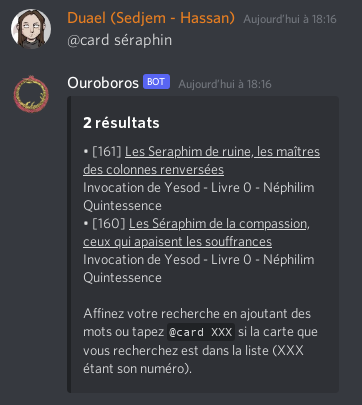 Duael (Sedjem - Hassan) Aujourd'hui à 18:16
@card séraphin
Ouroboros BOT Aujourd'hui à 18:16
2 résultats
• [161] Les Seraphim de ruine, les maîtres
des colonnes renversées
Invocation de Yesod - Livre 0 - Néphilim
Quintessence
• [160] Les Séraphim de la compassion,
ceux qui apaisent les souffrances
Invocation de Yesod - Livre 0 - Néphilim
Quintessence
Affinez votre recherche en ajoutant des
mots ou tapez @card XXX si la carte que
vous recherchez est dans la liste (XXX
étant son numéro).